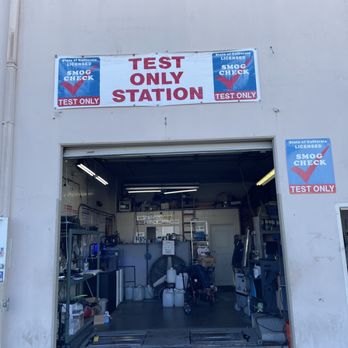 State of California
LICENSED
SMOG
CHECK
TEST ONLY
TEST
ONLY
STATION
State of California
LICENSED
SMOG
CHECK
TEST ONLY
State of California
LICENSED
SMOG
CHECK
TEST ONLY